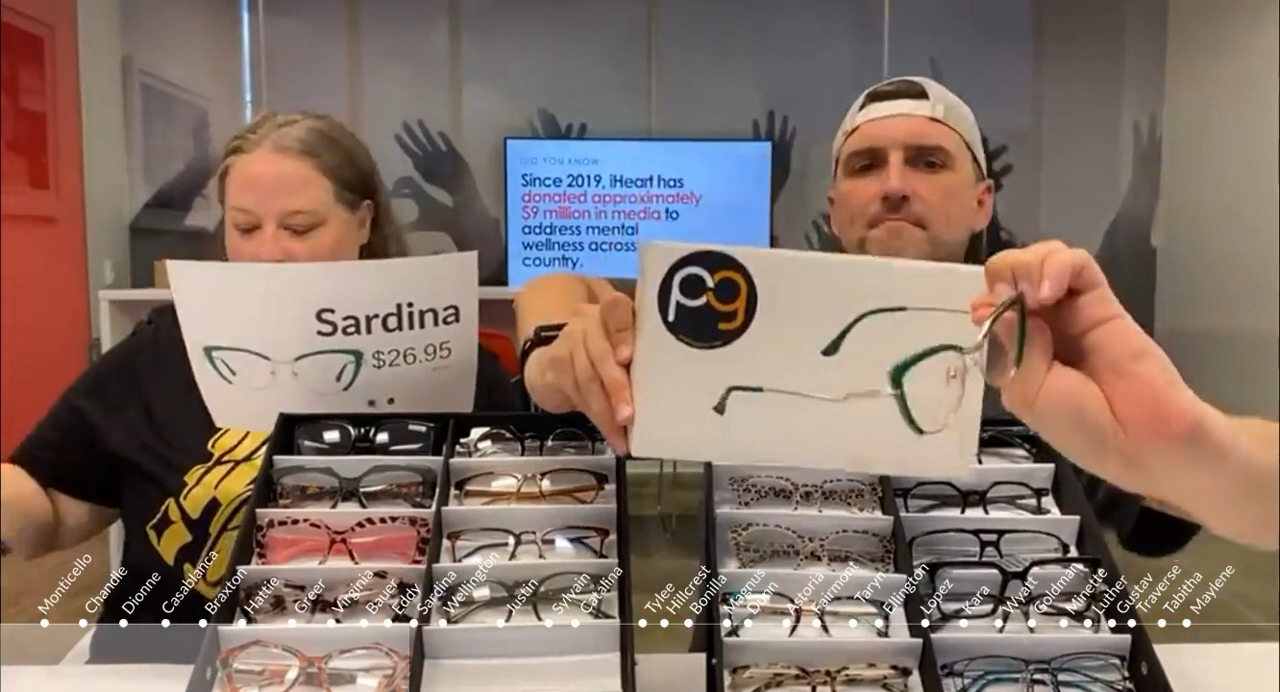 DID YOU KNOW
Since 2019, iHeart has
donated approximately
$9 million in media to
address mental
wellness across
country.
Sardina
$26.95
pg
Monticello
Chandle
Dionne
Casablanca
Braxton
Hattie
Greer
Virginia
Bauer
Eddy
Sardina
Wellington
Justin
Sylvain
Catalina
Tylee
Hillcrest
Bonilla
Magnus
Dion
Astoria
Fairmont
Taryn
Ellington
Lopez
Kara
Wyatt
Goldman
Minette
Luther
Gustav
Traverse
Tabitha
Maylene